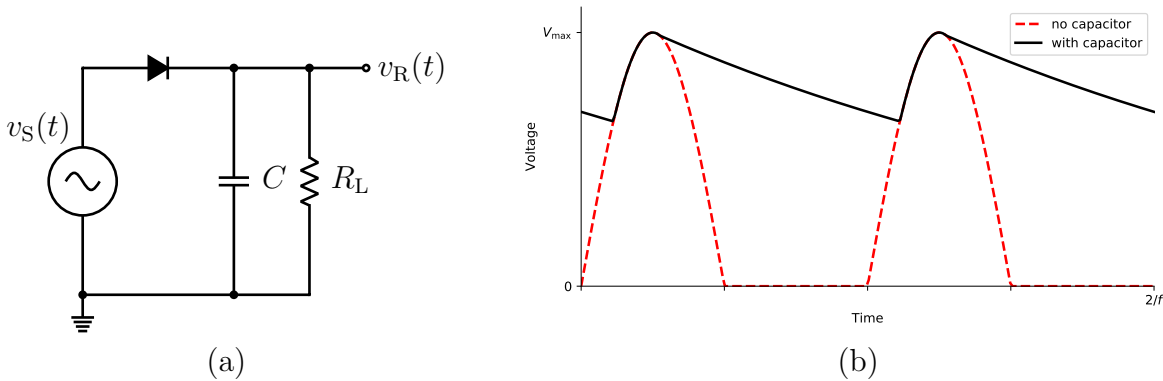 v_S(t)
v_R(t)
C
R_L
(a)
V_max
0
Voltage
Time
2/f
no capacitor
with capacitor
(b)